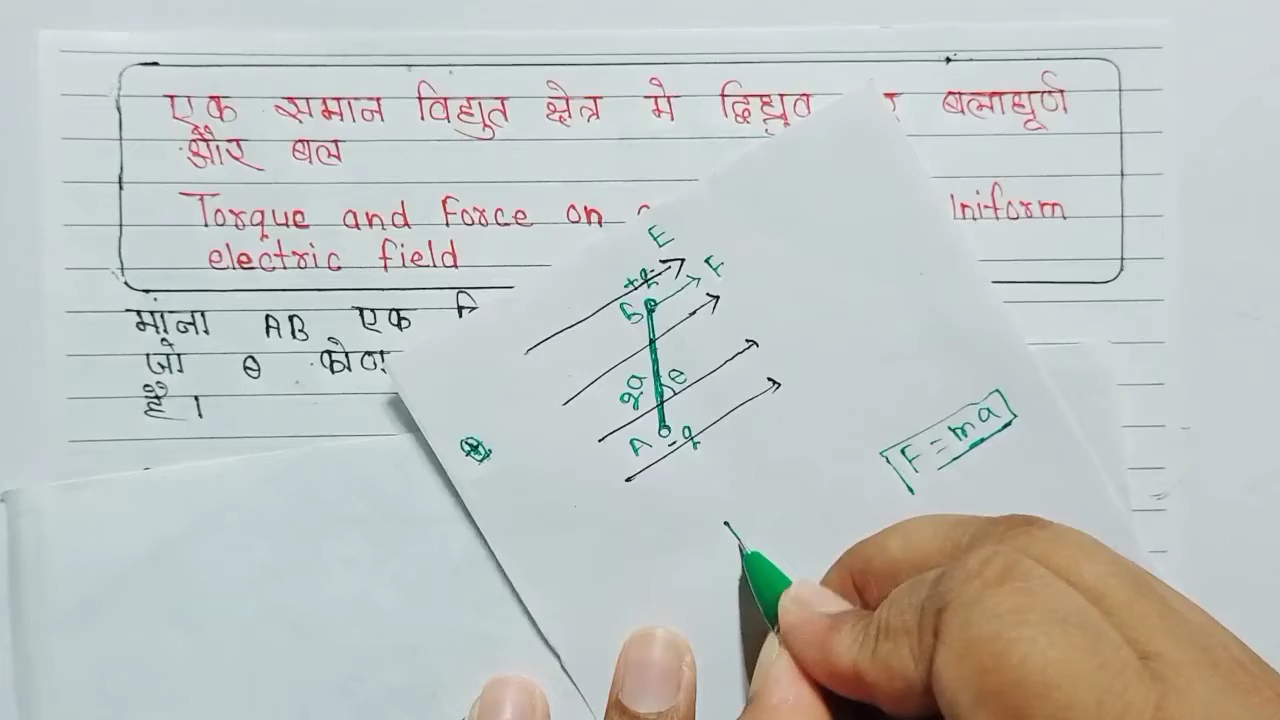 एक समान विद्युत क्षेत्र मे बलाघूर्ण
और बल
Torque and Force on Uniform
electric field
माना AB एक
जो θ कोण
है ।
E
+q F
B
2a θ
A -q
F = ma